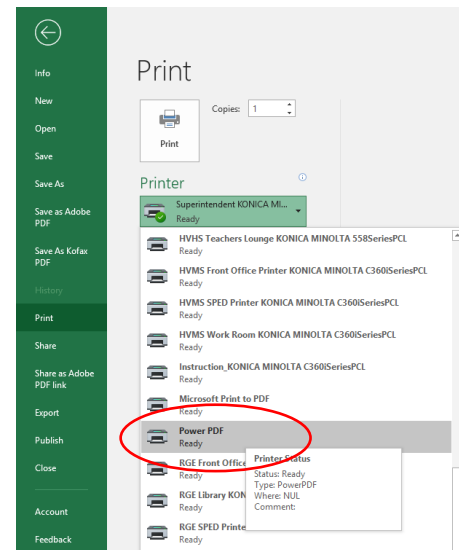 Info
New
Open
Save
Save As
Save as Adobe
PDF
Save As Kofax
PDF
History
Print
Share
Share as Adobe
PDF link
Export
Publish
Close
Account
Feedback
Print
Copies: 1
Print
Printer
Superintendent KONICA MI...
Ready
HVHS Teachers Lounge KONICA MINOLTA 558SeriesPCL
Ready
HVMS Front Office Printer KONICA MINOLTA C360iSeriesPCL
Ready
HVMS SPED Printer KONICA MINOLTA C360iSeriesPCL
Ready
HVMS Work Room KONICA MINOLTA C360iSeriesPCL
Ready
Instruction_KONICA MINOLTA C360iSeriesPCL
Ready
Microsoft Print to PDF
Ready
Power PDF
Ready
RGE Front Office
Ready
RGE Library KON
Ready
RGE SPED Printe
Ready
Printer Status
Status: Ready
Type: PowerPDF
Where: NUL
Comment: